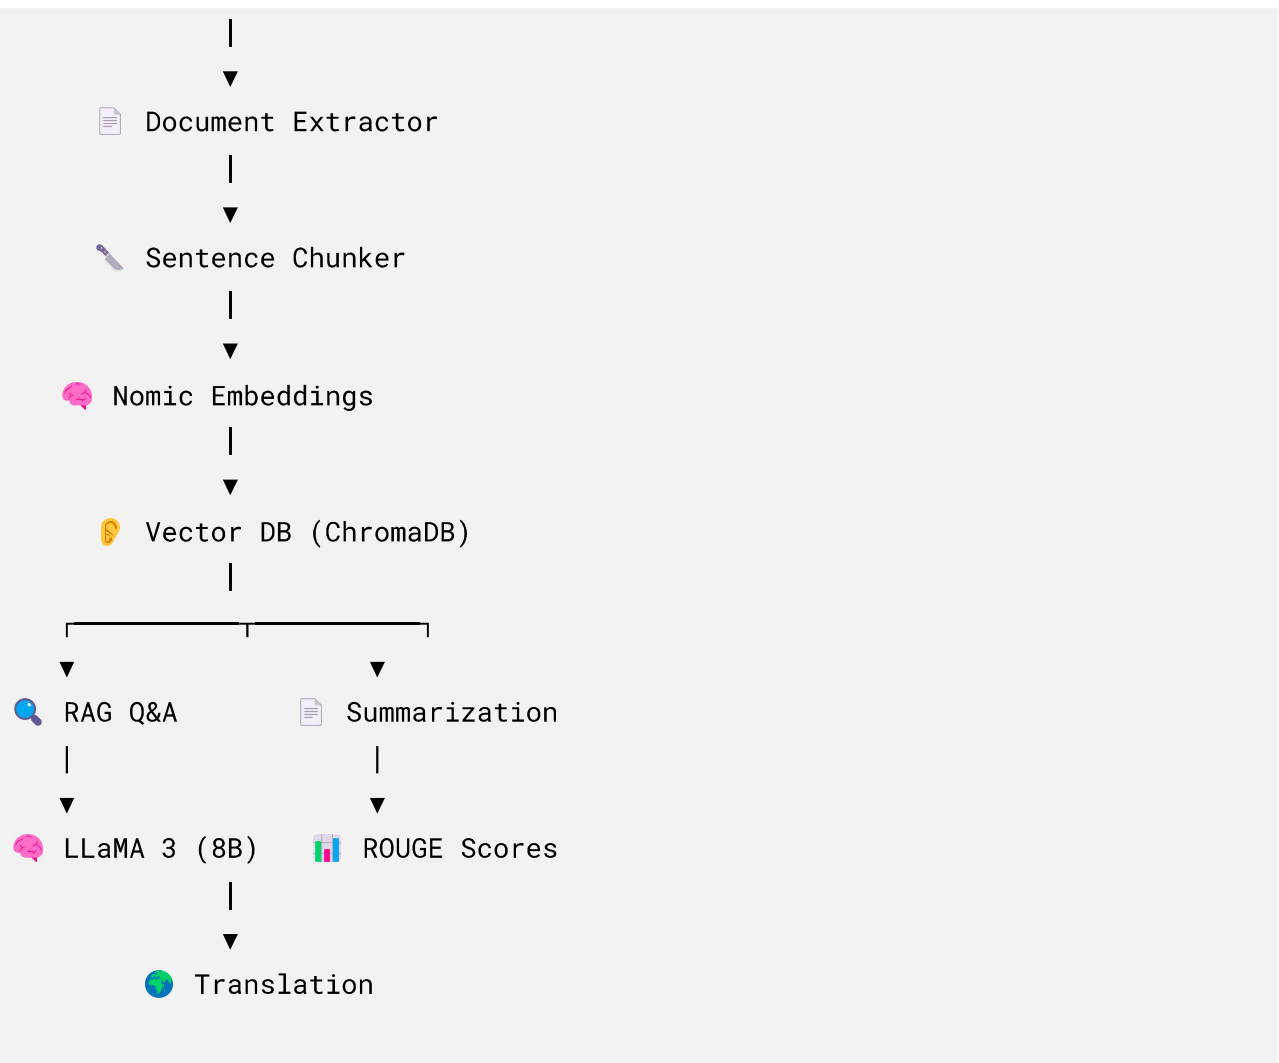 Document Extractor
Sentence Chunker
Nomic Embeddings
Vector DB (ChromaDB)
RAG Q&A Summarization
LLaMA 3 (8B) ROUGE Scores
Translation